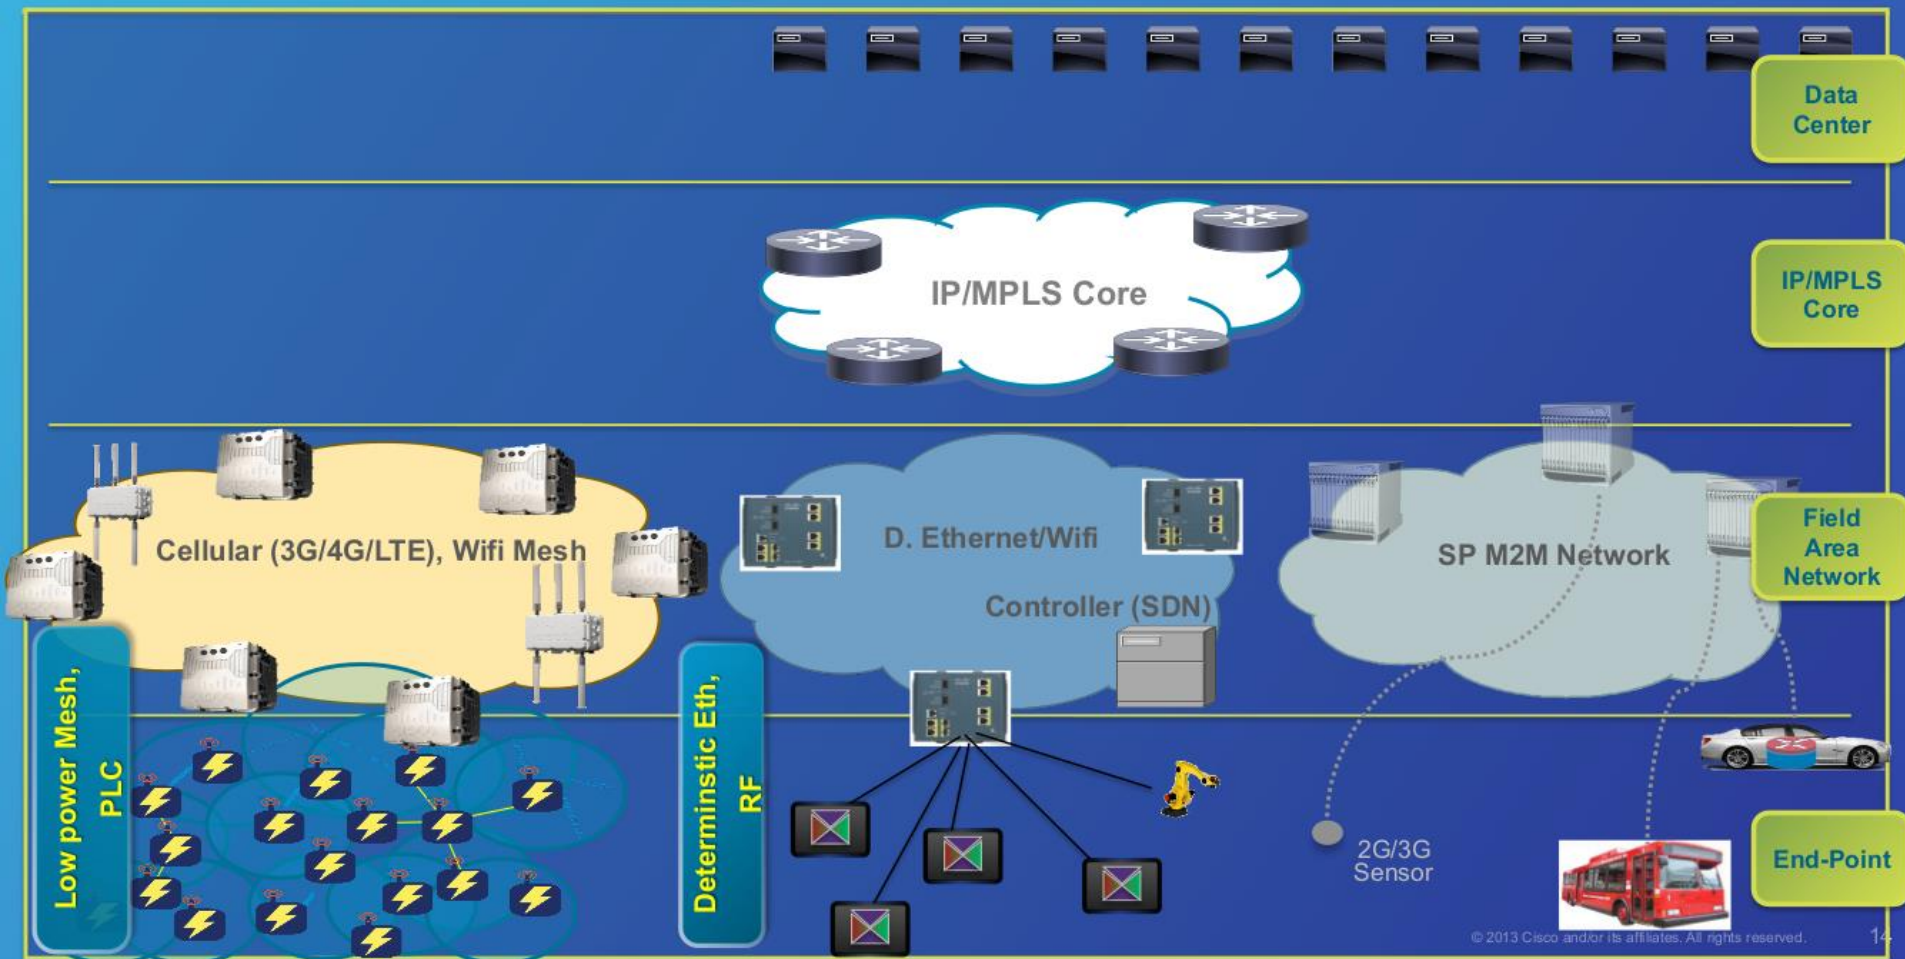 Data
Center
IP/MPLS Core
IP/MPLS
Core
Cellular (3G/4G/LTE), Wifi Mesh
D. Ethernet/Wifi
Controller (SDN)
SP M2M Network
Field
Area
Network
Low power Mesh,
PLC
Determinstic Eth,
RF
2G/3G
Sensor
End-Point
© 2013 Cisco and/or its affiliates. All rights reserved.
14